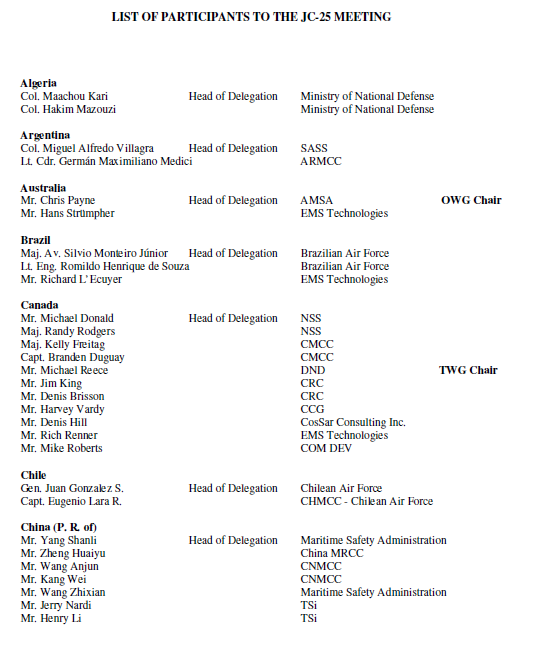 LIST OF PARTICIPANTS TO THE JC-25 MEETING
Algeria
Col. Maachou Kari Head of Delegation Ministry of National Defense
Col. Hakim Mazouzi Ministry of National Defense
Argentina
Col. Miguel Alfredo Villagra Head of Delegation SASS
Lt. Cdr. Germán Maximiliano Medici ARMCC
Australia
Mr. Chris Payne Head of Delegation AMSA OWG Chair
Mr. Hans Strümpher EMS Technologies
Brazil
Maj. Av. Silvio Monteiro Júnior Head of Delegation Brazilian Air Force
Lt. Eng. Romildo Henrique de Souza Brazilian Air Force
Mr. Richard L'Ecuyer EMS Technologies
Canada
Mr. Michael Donald Head of Delegation NSS
Maj. Randy Rodgers NSS
Maj. Kelly Freitag CMCC
Capt. Branden Duguay CMCC
Mr. Michael Reece DND TWG Chair
Mr. Jim King CRC
Mr. Denis Brisson CRC
Mr. Harvey Vardy CCG
Mr. Denis Hill CosSar Consulting Inc.
Mr. Rich Renner EMS Technologies
Mr. Mike Roberts COM DEV
Chile
Gen. Juan Gonzalez S. Head of Delegation Chilean Air Force
Capt. Eugenio Lara R. CHMCC - Chilean Air Force
China (P. R. of)
Mr. Yang Shanli Head of Delegation Maritime Safety Administration
Mr. Zheng Huaiyu China MRCC
Mr. Wang Anjun CNMCC
Mr. Kang Wei CNMCC
Mr. Wang Zhixian Maritime Safety Administration
Mr. Jerry Nardi TSi
Mr. Henry Li TSi